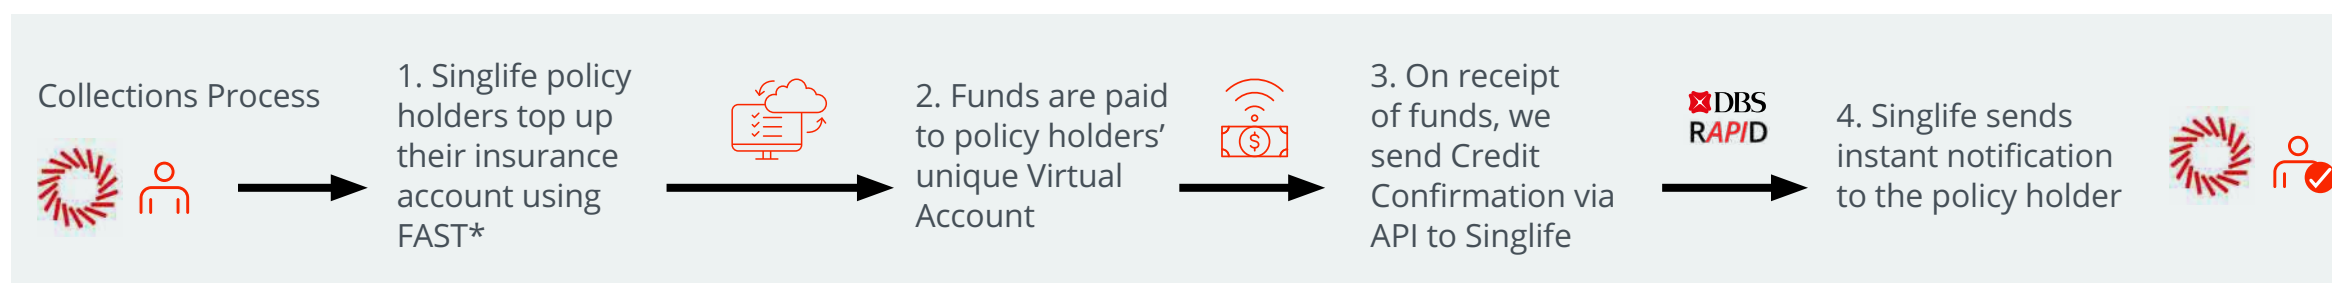 Collections Process
1. Singlife policy
holders top up
their insurance
account using
FAST*
2. Funds are paid
to policy holders’
unique Virtual
Account
$
3. On receipt
of funds, we
send Credit
Confirmation via
API to Singlife
DBS
RAPID
4. Singlife sends
instant notification
to the policy holder